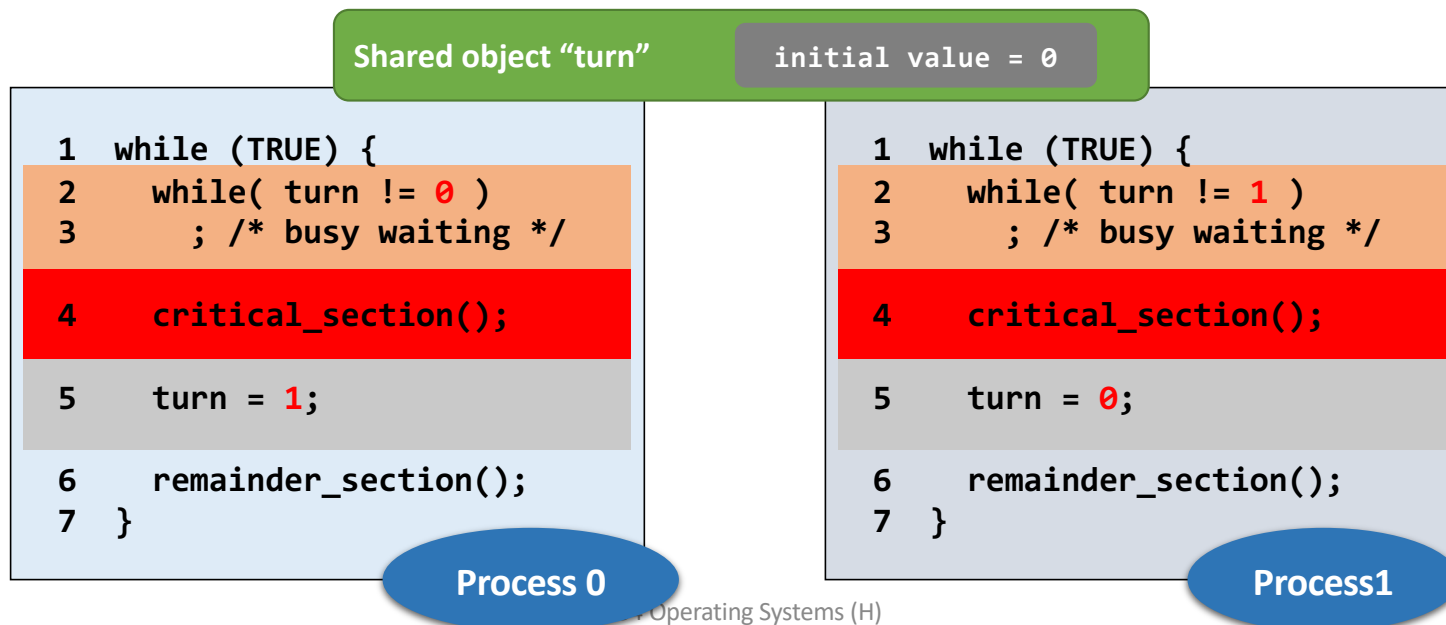 Shared object “turn”
initial value = 0
1 while (TRUE) {
2 while( turn != 0 )
3 ; /* busy waiting */
4 critical_section();
5 turn = 1;
6 remainder_section();
7 }
Process 0
1 while (TRUE) {
2 while( turn != 1 )
3 ; /* busy waiting */
4 critical_section();
5 turn = 0;
6 remainder_section();
7 }
Process1
Operating Systems (H)